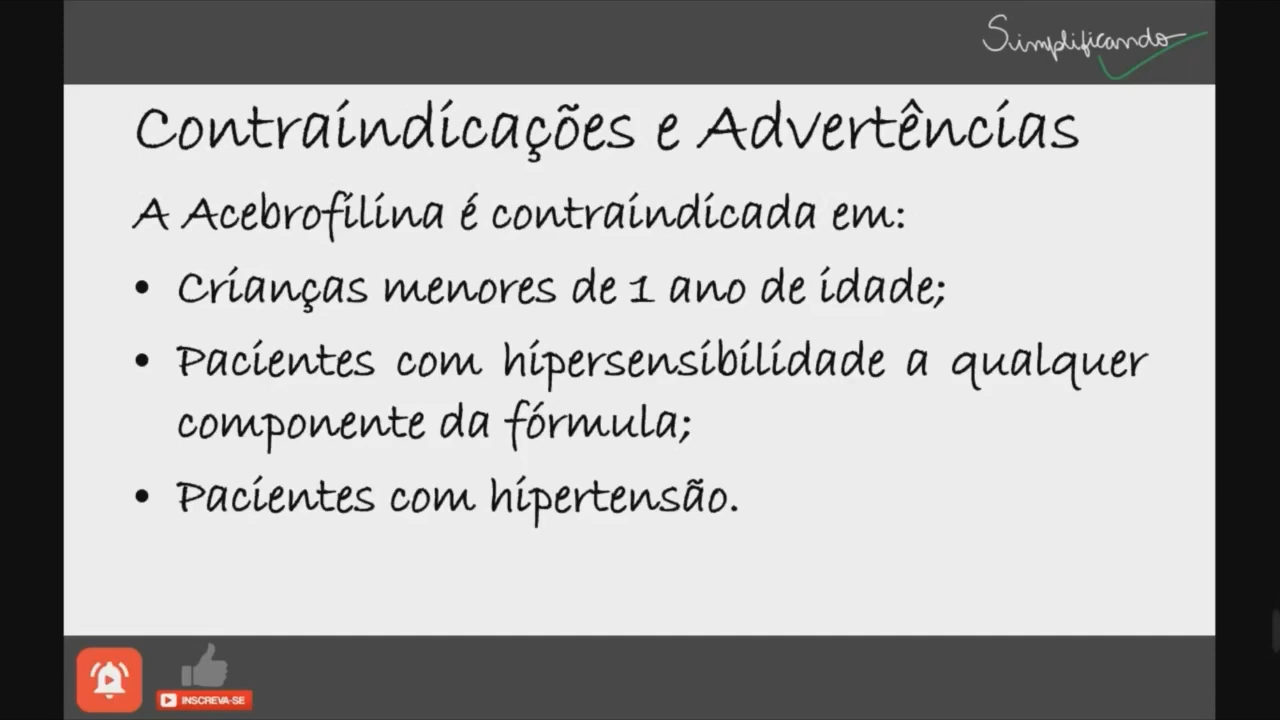 Simplificando
Contraindicações e Advertências
A Acebrofilina é contraindicada em:
• Crianças menores de 1 ano de idade;
• Pacientes com hipersensibilidade a qualquer
componente da fórmula;
• Pacientes com hipertensão.
INSCREVA-SE